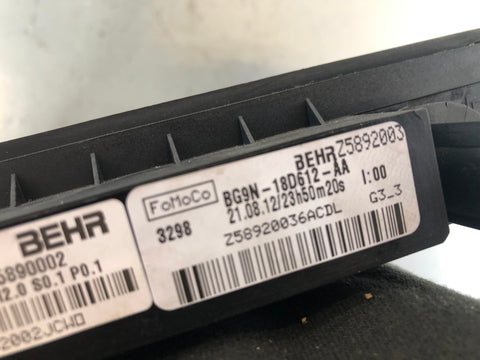 BEHR
5890002
2.0 S0.1 P0.1
2002JCWD
BEHR Z5892003
FoMoCo BG9N-18D612-AA
21.08.12/23h50m20s I:00
3298 Z58920036ACDL G3_3